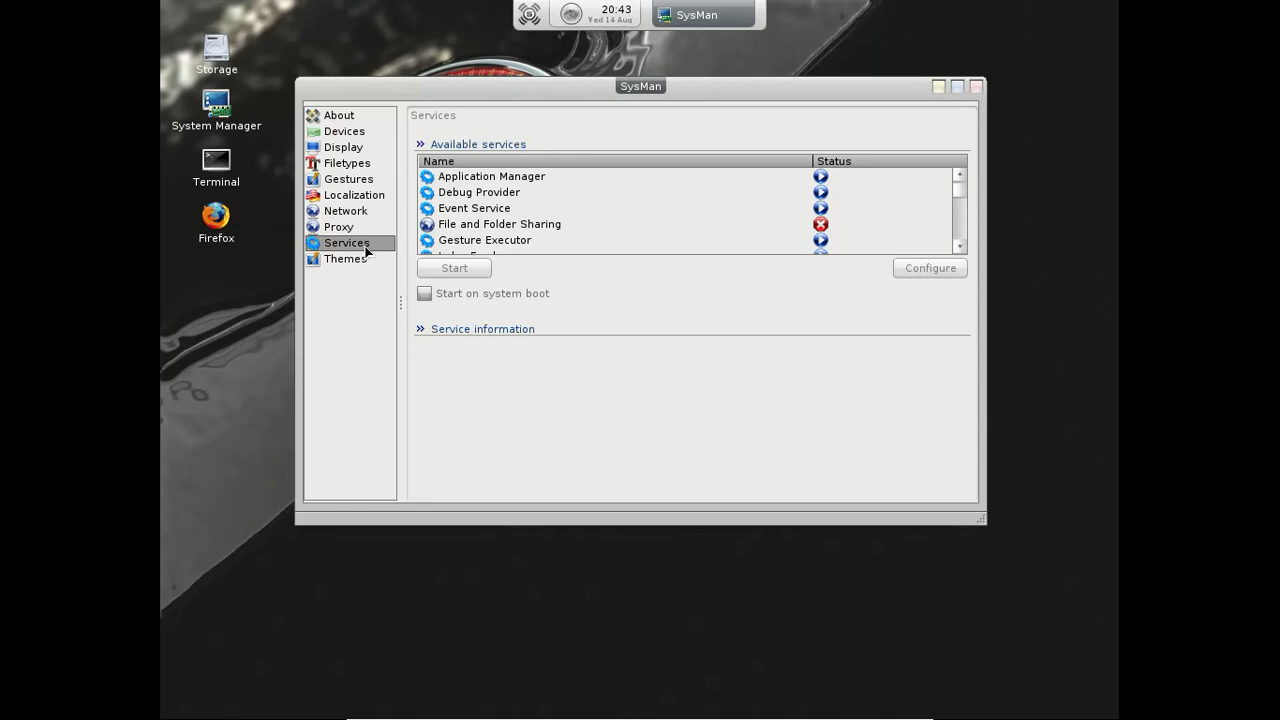 20:43
Wed 14 Aug
SysMan
Storage
System Manager
Terminal
Firefox
SysMan
About
Devices
Display
Filetypes
Gestures
Localization
Network
Proxy
Services
Themes
Services
Available services
Name Status
Application Manager
Debug Provider
Event Service
File and Folder Sharing
Gesture Executor
Start Configure
Start on system boot
Service information